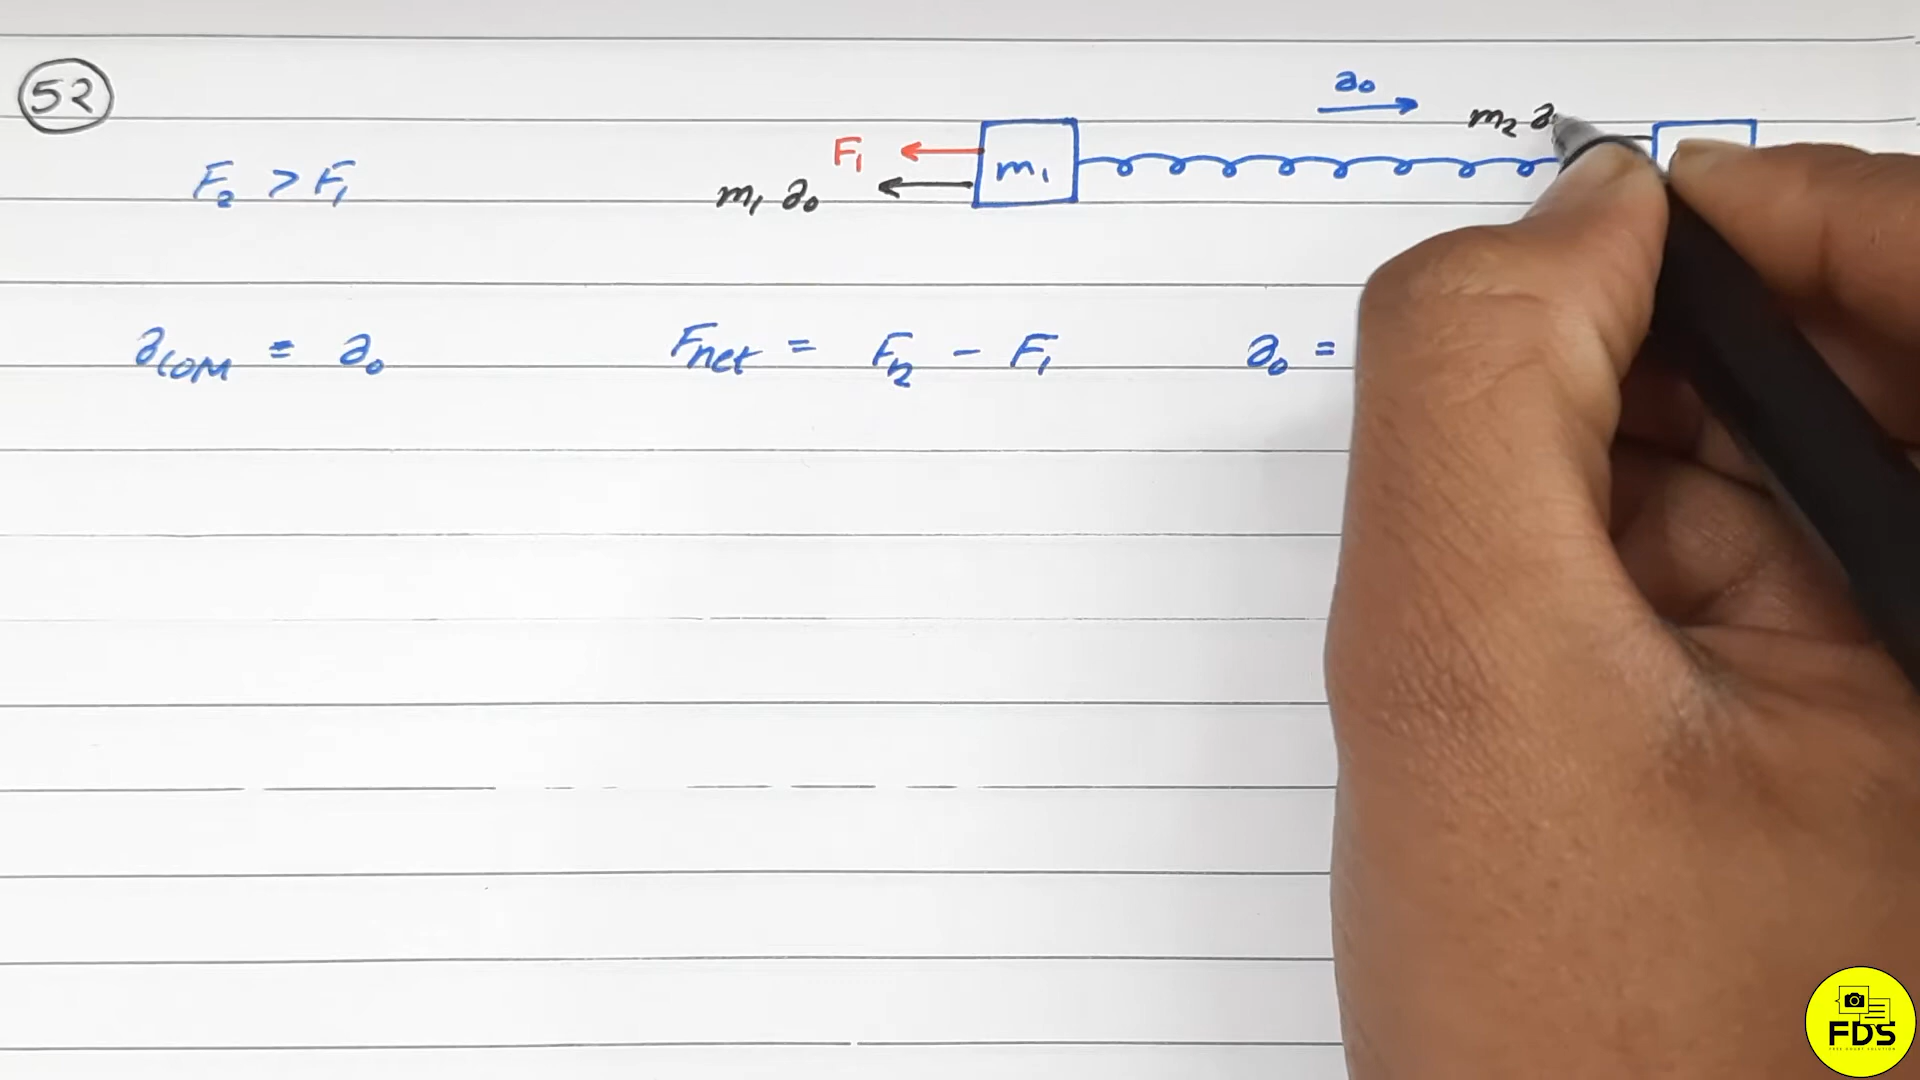 52
a₀
m₂ a
F₁
m₁
F₂ > F₁
m₁ a₀
a_COM = a₀
F_net = F₂ - F₁
a₀ =
FDS